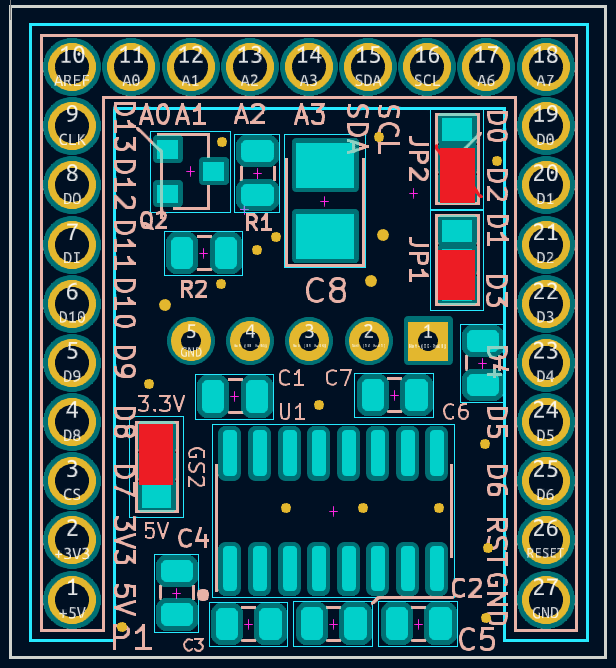 10 11 12 13 14 15 16 17 18
AREF A0 A1 A2 A3 SDA SCL A6 A7
D13 A0 A1 A2 A3 SDA SCL D0
9 CLK
19 D0
8 DO
20 D1
7 DI
21 D2
6 D10
22 D3
5 D9
23 D4
4 D8
24 D5
3 CS
25 D6
2 +3V3
26 RESET
1 +5V
27 GND
D12
D11
D10
D9
D8
D7
3V3
5V
D2
D1
D3
D4
D5
D6
RST
GND
JP2
JP1
Q2
R1
R2
C8
5 4 3 2 1
GND
C1 C7
U1 C6
3.3V
GS2
5V C4
C2
C3 C5
P1